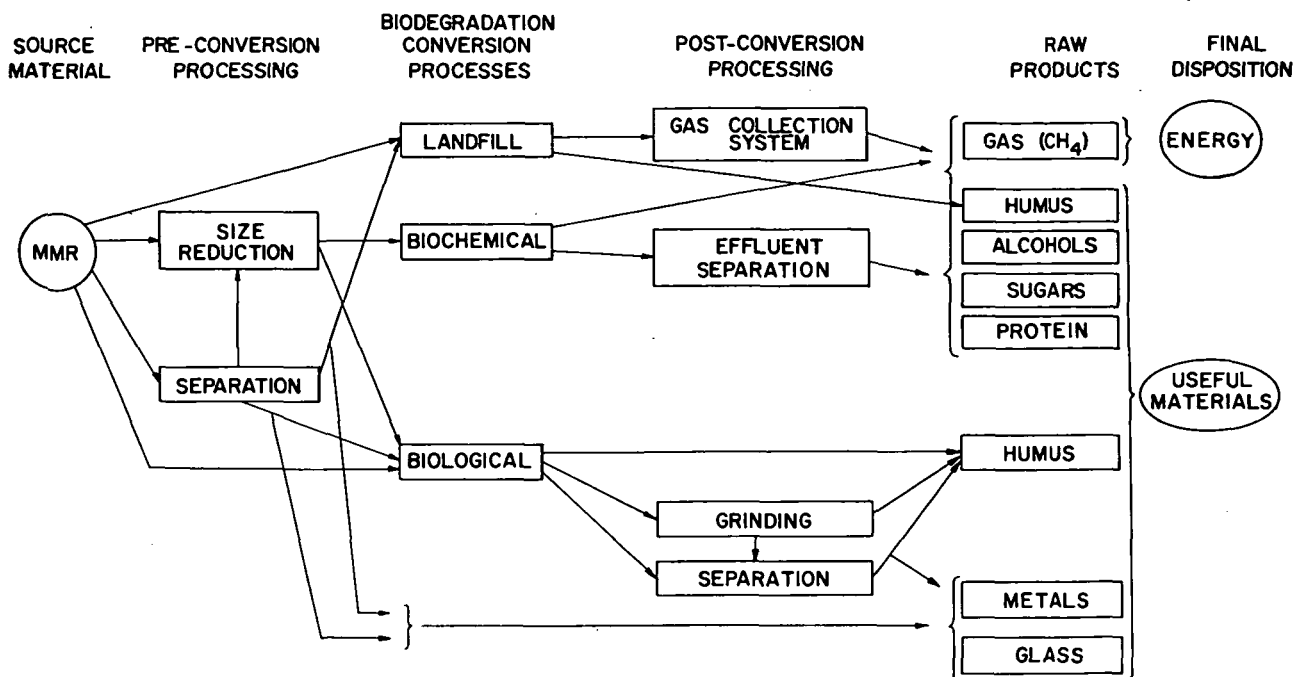 SOURCE
MATERIAL
PRE-CONVERSION
PROCESSING
BIODEGRADATION
CONVERSION
PROCESSES
POST-CONVERSION
PROCESSING
RAW
PRODUCTS
FINAL
DISPOSITION
MMR
SIZE
REDUCTION
SEPARATION
LANDFILL
BIOCHEMICAL
BIOLOGICAL
GAS COLLECTION
SYSTEM
EFFLUENT
SEPARATION
GRINDING
SEPARATION
GAS (CH₄)
HUMUS
ALCOHOLS
SUGARS
PROTEIN
HUMUS
METALS
GLASS
ENERGY
USEFUL
MATERIALS